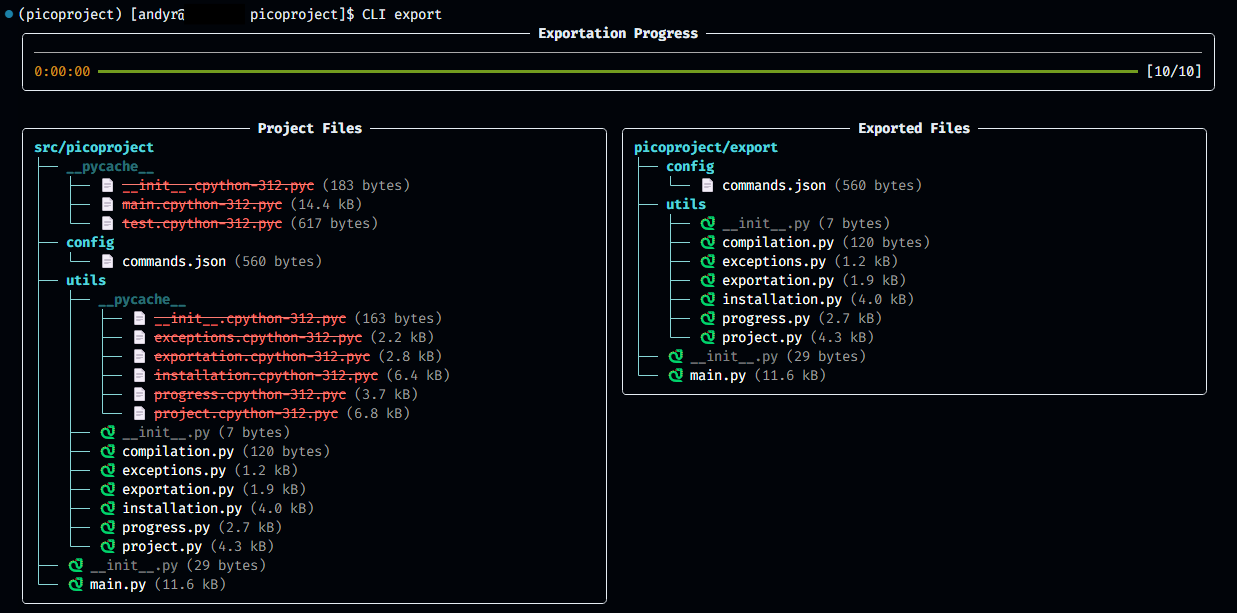 (picoproject) [andyr@ picoproject]$ CLI export
Exportation Progress
0:00:00 [10/10]
Project Files
src/picoproject
__pycache__
__init__.cpython-312.pyc (183 bytes)
main.cpython-312.pyc (14.4 kB)
test.cpython-312.pyc (617 bytes)
config
commands.json (560 bytes)
utils
__pycache__
__init__.cpython-312.pyc (163 bytes)
exceptions.cpython-312.pyc (2.2 kB)
exportation.cpython-312.pyc (2.8 kB)
installation.cpython-312.pyc (6.4 kB)
progress.cpython-312.pyc (3.7 kB)
project.cpython-312.pyc (6.8 kB)
__init__.py (7 bytes)
compilation.py (120 bytes)
exceptions.py (1.2 kB)
exportation.py (1.9 kB)
installation.py (4.0 kB)
progress.py (2.7 kB)
project.py (4.3 kB)
__init__.py (29 bytes)
main.py (11.6 kB)
Exported Files
picoproject/export
config
commands.json (560 bytes)
utils
__init__.py (7 bytes)
compilation.py (120 bytes)
exceptions.py (1.2 kB)
exportation.py (1.9 kB)
installation.py (4.0 kB)
progress.py (2.7 kB)
project.py (4.3 kB)
__init__.py (29 bytes)
main.py (11.6 kB)